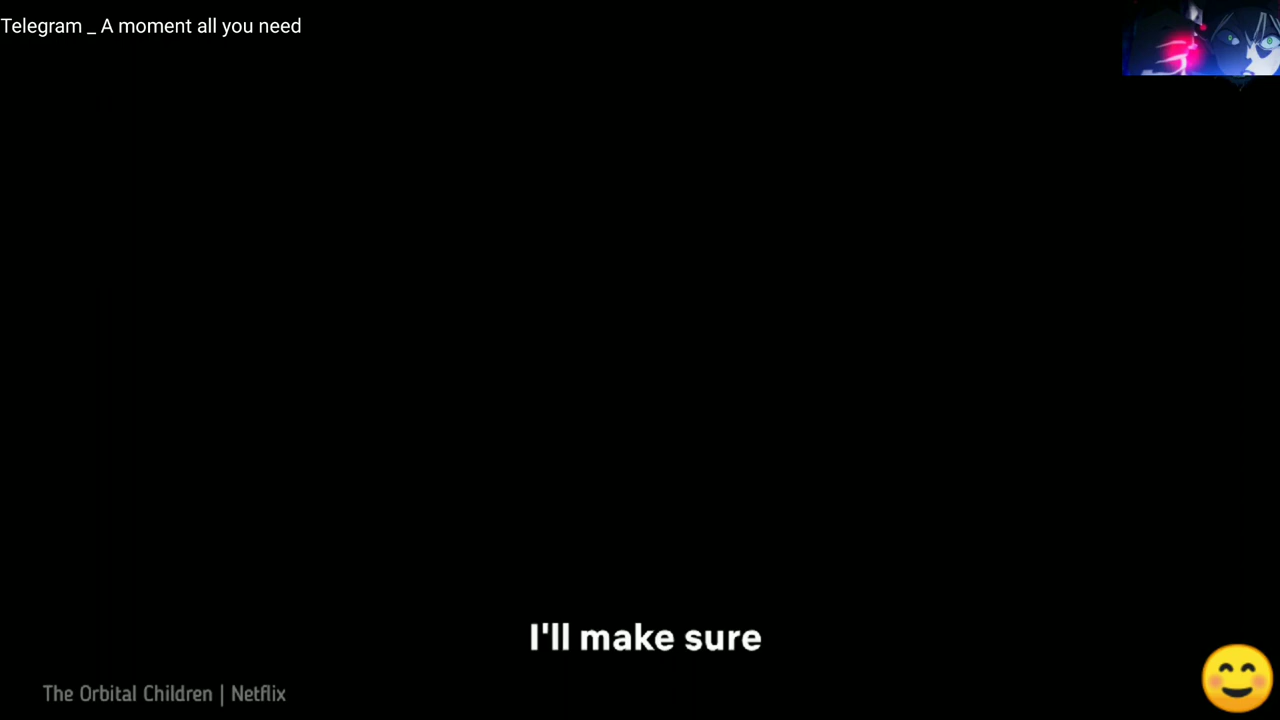 Telegram _ A moment all you need
I'll make sure
The Orbital Children | Netflix